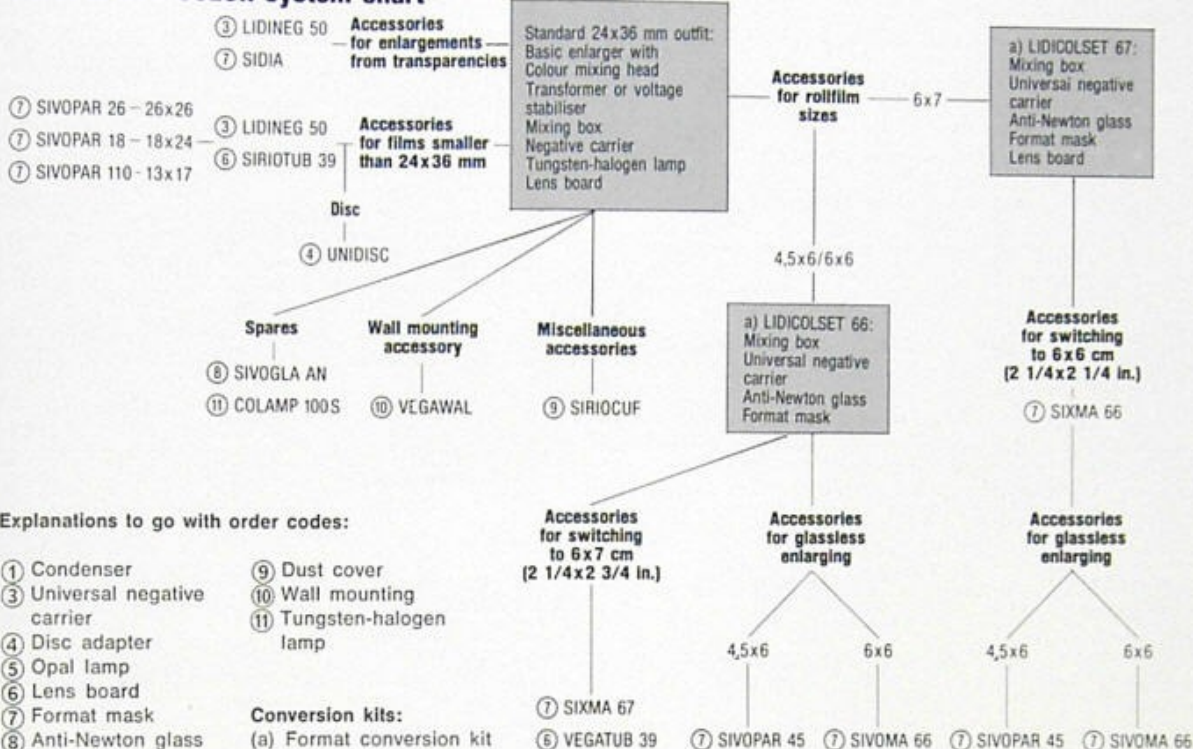 System Chart
③ LIDINEG 50
⑦ SIDIA
Accessories
for enlargements
from transparencies
⑦ SIVOPAR 26 – 26x26
⑦ SIVOPAR 18 – 18x24
⑦ SIVOPAR 110 - 13x17
③ LIDINEG 50
⑥ SIRIOTUB 39
Accessories
for films smaller
than 24x36 mm
Disc
④ UNIDISC
Standard 24x36 mm outfit:
Basic enlarger with
Colour mixing head
Transformer or voltage
stabiliser
Mixing box
Negative carrier
Tungsten-halogen lamp
Lens board
Accessories
for rollfilm
sizes
6x7
a) LIDICOLSET 67:
Mixing box
Universal negative
carrier
Anti-Newton glass
Format mask
Lens board
4,5x6/6x6
Spares
⑧ SIVOGLA AN
⑪ COLAMP 100S
Wall mounting
accessory
⑩ VEGAWAL
Miscellaneous
accessories
⑨ SIRIOCUF
a) LIDICOLSET 66:
Mixing box
Universal negative
carrier
Anti-Newton glass
Format mask
Accessories
for switching
to 6x6 cm
(2 1/4x2 1/4 in.)
⑦ SIXMA 66
Accessories
for switching
to 6x7 cm
(2 1/4x2 3/4 in.)
⑦ SIXMA 67
⑥ VEGATUB 39
Accessories
for glassless
enlarging
4,5x6
6x6
⑦ SIVOPAR 45
⑦ SIVOMA 66
Accessories
for glassless
enlarging
4,5x6
6x6
⑦ SIVOPAR 45
⑦ SIVOMA 66
Explanations to go with order codes:
① Condenser
③ Universal negative
carrier
④ Disc adapter
⑤ Opal lamp
⑥ Lens board
⑦ Format mask
⑧ Anti-Newton glass
⑨ Dust cover
⑩ Wall mounting
⑪ Tungsten-halogen
lamp
Conversion kits:
(a) Format conversion kit